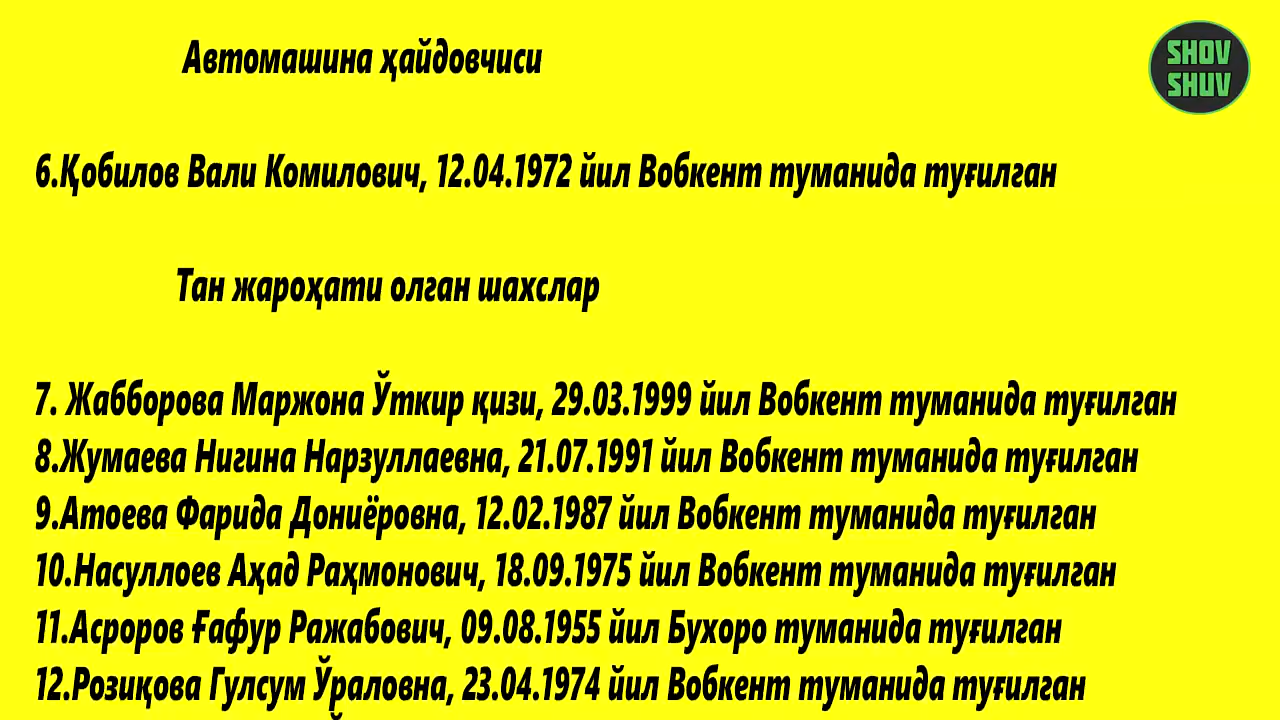 Автомашина ҳайдовчиси
SHOV
SHUV
6.Қобилов Вали Комилович, 12.04.1972 йил Вобкент туманида туғилган
Тан жароҳати олган шахслар
7. Жабборова Маржона Ўткир қизи, 29.03.1999 йил Вобкент туманида туғилган
8.Жумаева Нигина Нарзуллаевна, 21.07.1991 йил Вобкент туманида туғилган
9.Атоева Фарида Дониёровна, 12.02.1987 йил Вобкент туманида туғилган
10.Насуллоев Аҳад Раҳмонович, 18.09.1975 йил Вобкент туманида туғилган
11.Асроров Ғафур Ражабович, 09.08.1955 йил Бухоро туманида туғилган
12.Розиқова Гулсум Ўраловна, 23.04.1974 йил Вобкент туманида туғилган